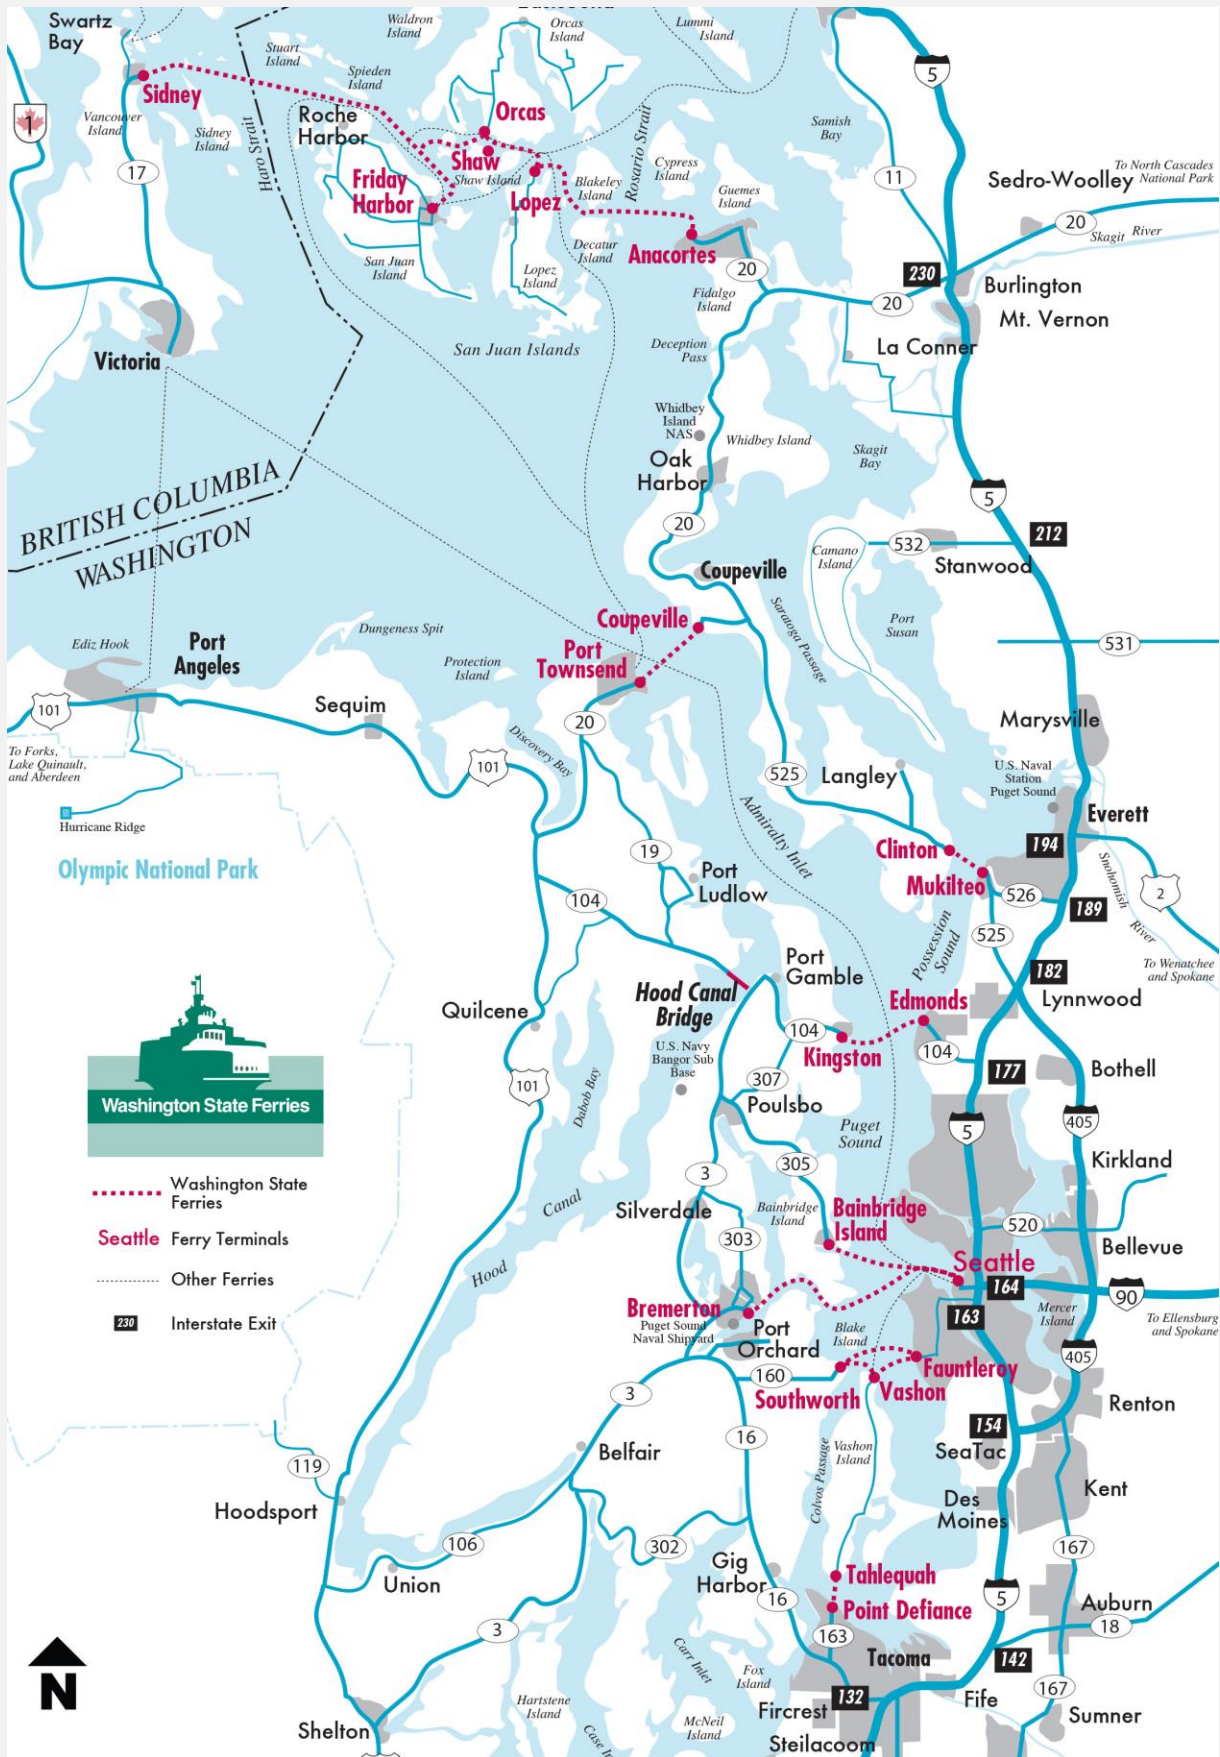 Swartz
Bay
Sidney
Vancouver
Island
Sidney
Island
Haro Strait
1
17
Victoria
Waldron
Island
Stuart
Island
Spieden
Island
Roche
Harbor
Orcas
Island
Lummi
Island
Orcas
Shaw
Shaw Island
Friday
Harbor
Lopez
San Juan
Island
Lopez
Island
Blakeley
Island
Decatur
Island
Rosario Strait
Cypress
Island
Guemes
Island
Anacortes
20
Fidalgo
Island
Samish
Bay
5
11
To North Cascades
National Park
Sedro-Woolley
20
Skagit River
230
Burlington
20
Mt. Vernon
La Conner
San Juan Islands
Deception
Pass
Whidbey
Island
NAS
Whidbey Island
Skagit
Bay
Oak
Harbor
20
5
212
532
Stanwood
Camano
Island
BRITISH COLUMBIA
WASHINGTON
Coupeville
Coupeville
Saratoga Passage
Port
Susan
531
Port
Townsend
Ediz Hook
Port
Angeles
Dungeness Spit
Protection
Island
101
Sequim
20
Discovery Bay
101
To Forks,
Lake Quinault,
and Aberdeen
Hurricane Ridge
Olympic National Park
525
Langley
Marysville
U.S. Naval
Station
Puget Sound
Everett
194
Admiralty Inlet
Clinton
Mukilteo
526
189
2
Snohomish
River
525
To Wenatchee
and Spokane
19
Port
Ludlow
104
Possession
Sound
182
Lynnwood
Port
Gamble
Hood Canal
Bridge
Edmonds
104
Kingston
104
177
Bothell
Quilcene
U.S. Navy
Bangor Sub
Base
307
Poulsbo
101
Dabob Bay
Puget
Sound
5
405
Kirkland
305
3
Washington State Ferries
Washington State
Ferries
Seattle Ferry Terminals
Other Ferries
230 Interstate Exit
Canal
Hood
Silverdale
303
Bainbridge
Island
Bainbridge
Island
520
Bellevue
Seattle
164
90
Bremerton
Puget Sound
Naval Shipyard
Port
Orchard
Blake
Island
163
Mercer
Island
To Ellensburg
and Spokane
405
160
Southworth
Vashon
Fauntleroy
Renton
3
16
154
SeaTac
Belfair
Colvos Passage
Vashon
Island
119
Hoodsport
Des
Moines
Kent
106
302
167
Union
Gig
Harbor
16
Tahlequah
Point Defiance
5
Auburn
18
3
163
Tacoma
142
Carr Inlet
Fox
Island
132
Fircrest
Fife
167
Sumner
N
Shelton
Hartstene
Island
McNeil
Island
Steilacoom